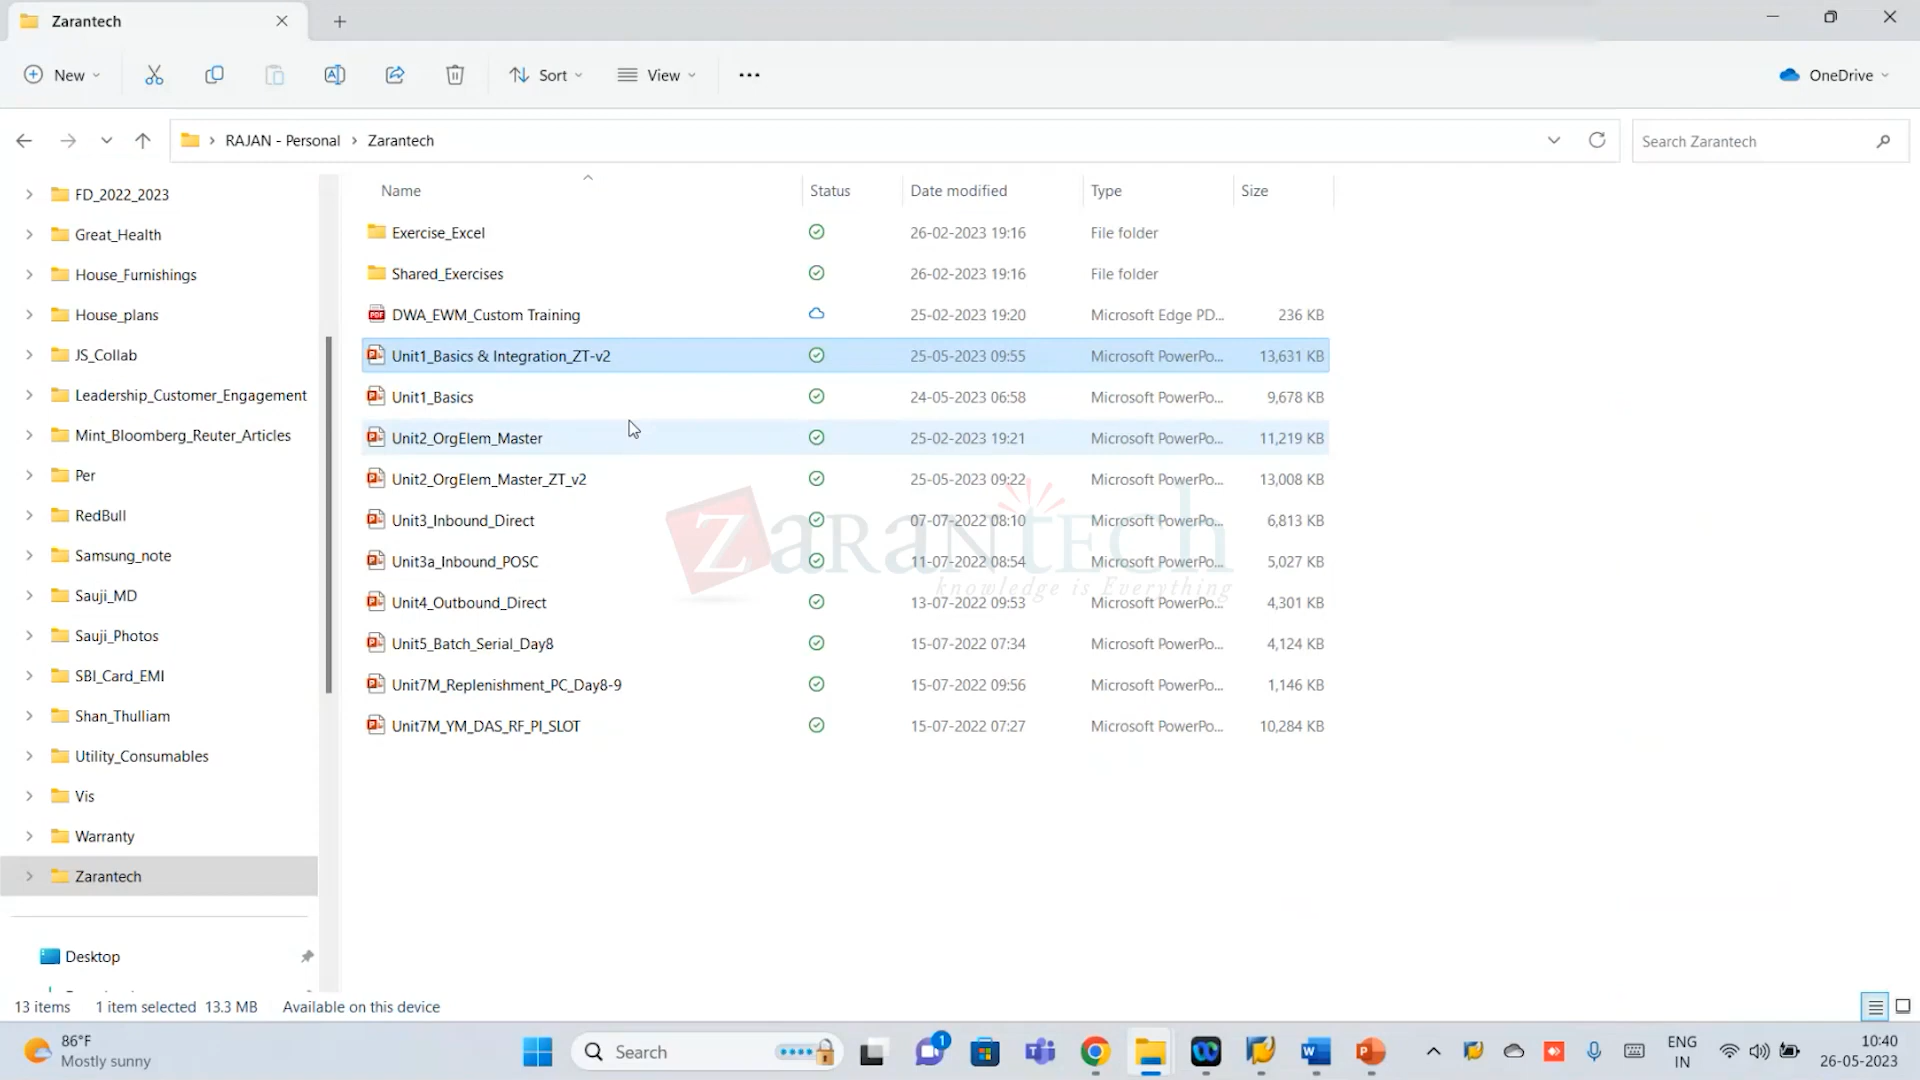 Zarantech
New
Sort
View
OneDrive
RAJAN - Personal
Zarantech
Search Zarantech
FD_2022_2023
Great_Health
House_Furnishings
House_plans
JS_Collab
Leadership_Customer_Engagement
Mint_Bloomberg_Reuter_Articles
Per
RedBull
Samsung_note
Sauji_MD
Sauji_Photos
SBI_Card_EMI
Shan_Thulliam
Utility_Consumables
Vis
Warranty
Zarantech
Desktop
Name Status Date modified Type Size
Exercise_Excel 26-02-2023 19:16 File folder
Shared_Exercises 26-02-2023 19:16 File folder
DWA_EWM_Custom Training 25-02-2023 19:20 Microsoft Edge PD... 236 KB
Unit1_Basics & Integration_ZT-v2 25-05-2023 09:55 Microsoft PowerPo... 13,631 KB
Unit1_Basics 24-05-2023 06:58 Microsoft PowerPo... 9,678 KB
Unit2_OrgElem_Master 25-02-2023 19:21 Microsoft PowerPo... 11,219 KB
Unit2_OrgElem_Master_ZT_v2 25-05-2023 09:22 Microsoft PowerPo... 13,008 KB
Unit3_Inbound_Direct 07-07-2022 08:10 Microsoft PowerPo... 6,813 KB
Unit3a_Inbound_POSC 11-07-2022 08:54 Microsoft PowerPo... 5,027 KB
Unit4_Outbound_Direct 13-07-2022 09:53 Microsoft PowerPo... 4,301 KB
Unit5_Batch_Serial_Day8 15-07-2022 07:34 Microsoft PowerPo... 4,124 KB
Unit7M_Replenishment_PC_Day8-9 15-07-2022 09:56 Microsoft PowerPo... 1,146 KB
Unit7M_YM_DAS_RF_PI_SLOT 15-07-2022 07:27 Microsoft PowerPo... 10,284 KB
ZaranTech
knowledge is Everything
13 items 1 item selected 13.3 MB Available on this device
86°F
Mostly sunny
Search
1
ENG
IN
10:40
26-05-2023